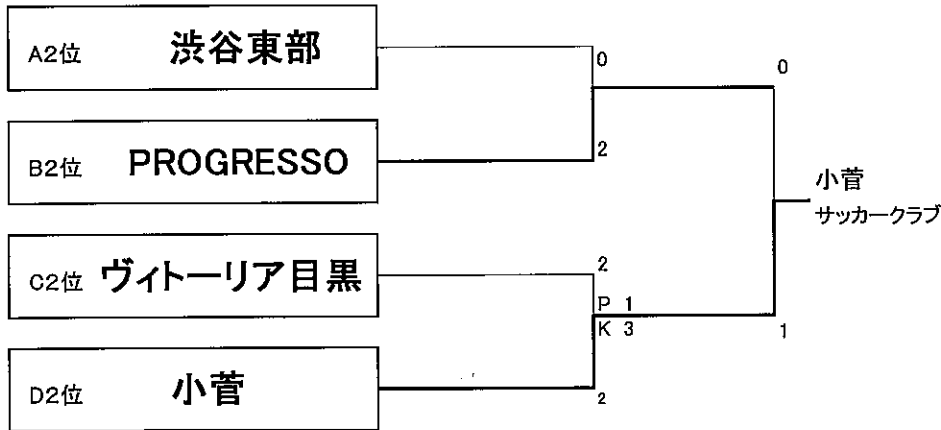 A2位 渋谷東部
0
0
B2位 PROGRESSO
2
小菅
サッカークラブ
C2位 ヴィトーリア目黒
2
P 1
K 3
1
D2位 小菅
2